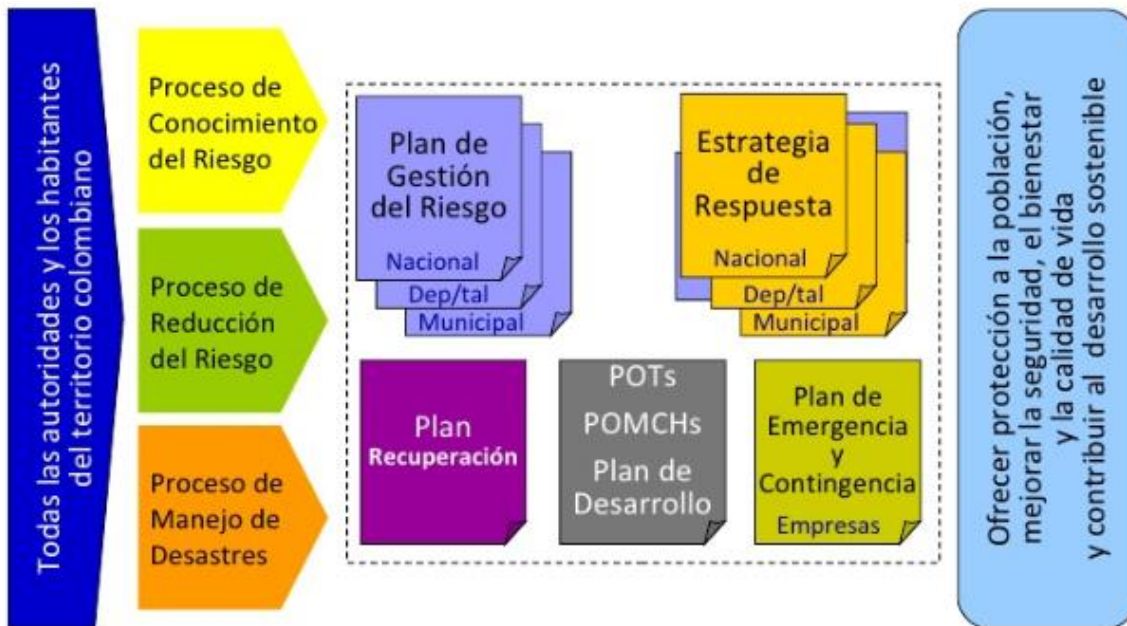 Todas las autoridades y los habitantes
del territorio colombiano
Proceso de
Conocimiento
del Riesgo
Proceso de
Reducción
del Riesgo
Proceso de
Manejo de
Desastres
Plan de
Gestión
del Riesgo
Nacional
Dep/tal
Municipal
Estrategia
de
Respuesta
Nacional
Dep/tal
Municipal
Plan
Recuperación
POTs
POMCHs
Plan de
Desarrollo
Plan de
Emergencia
y
Contingencia
Empresas
Ofrecer protección a la población,
mejorar la seguridad, el bienestar
y la calidad de vida
y contribuir al desarrollo sostenible